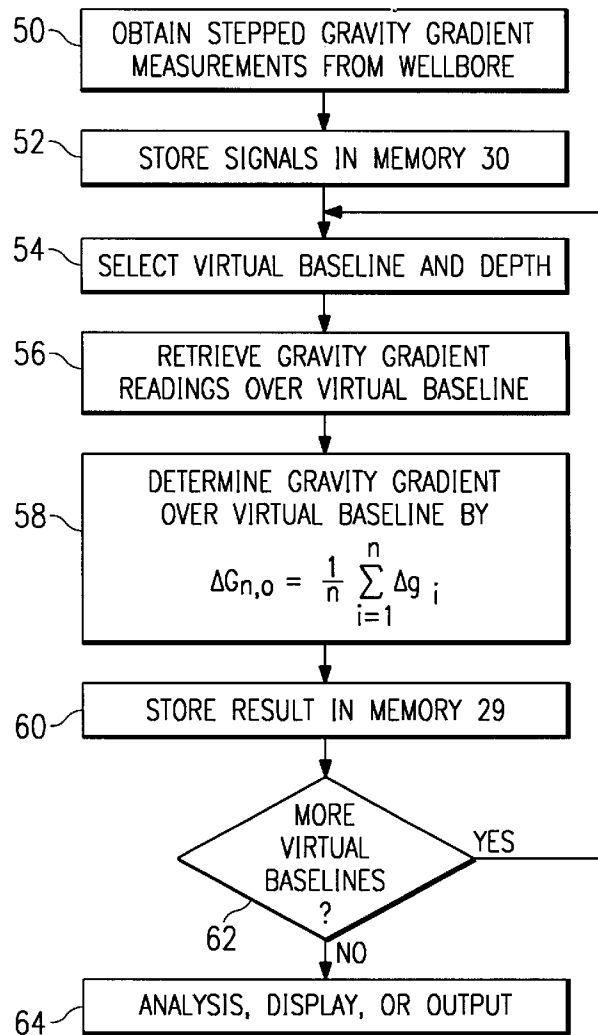 50
OBTAIN STEPPED GRAVITY GRADIENT
MEASUREMENTS FROM WELLBORE
52
STORE SIGNALS IN MEMORY 30
54
SELECT VIRTUAL BASELINE AND DEPTH
56
RETRIEVE GRAVITY GRADIENT
READINGS OVER VIRTUAL BASELINE
58
DETERMINE GRAVITY GRADIENT
OVER VIRTUAL BASELINE BY
ΔGn,o = 1/n Σ i=1 n Δg i
60
STORE RESULT IN MEMORY 29
MORE
VIRTUAL
BASELINES
?
YES
62
NO
64
ANALYSIS, DISPLAY, OR OUTPUT